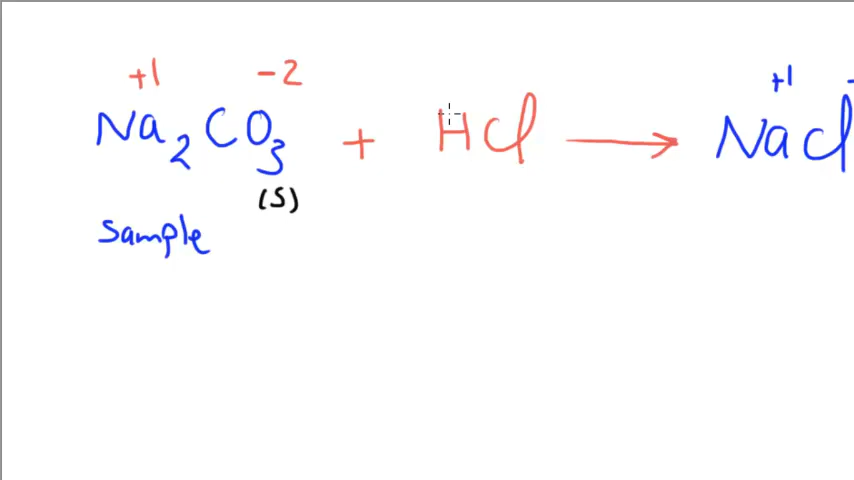 +1 -2 +1 -
Na2CO3 + HCl → NaCl
(s)
sample